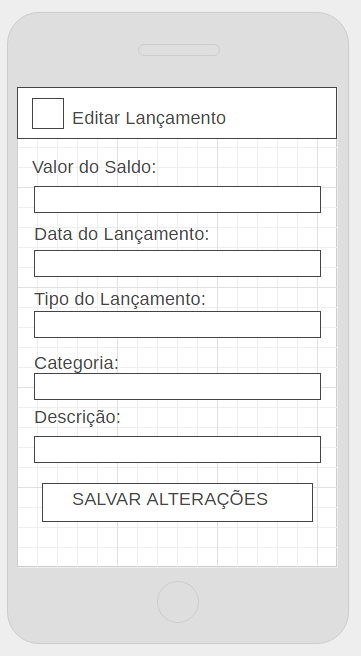 Editar Lançamento
Valor do Saldo:
Data do Lançamento:
Tipo do Lançamento:
Categoria:
Descrição:
SALVAR ALTERAÇÕES